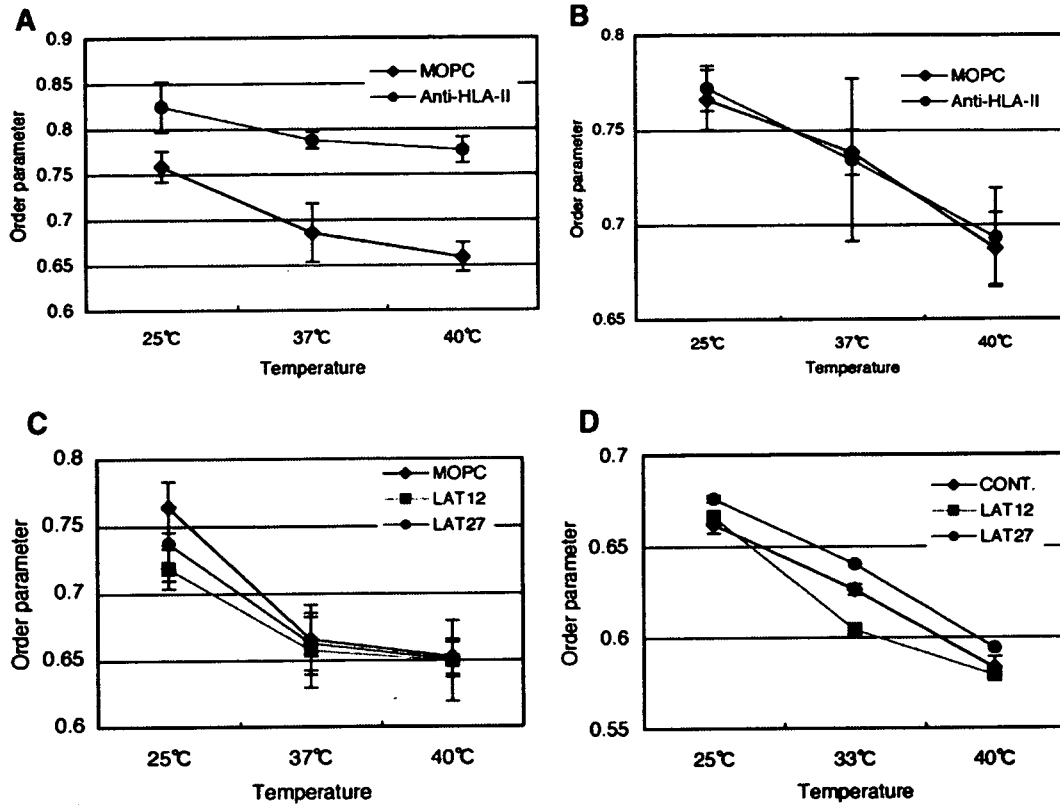 A
0.9
0.85
0.8
0.75
0.7
0.65
0.6
Order parameter
MOPC
Anti-HLA-II
25℃
37℃
40℃
Temperature
B
0.8
0.75
0.7
0.65
Order parameter
MOPC
Anti-HLA-II
25℃
37℃
40℃
Temperature
C
0.8
0.75
0.7
0.65
0.6
Order parameter
MOPC
LAT12
LAT27
25℃
37℃
40℃
Temperature
D
0.7
0.65
0.6
0.55
Order parameter
CONT.
LAT12
LAT27
25℃
33℃
40℃
Temperature